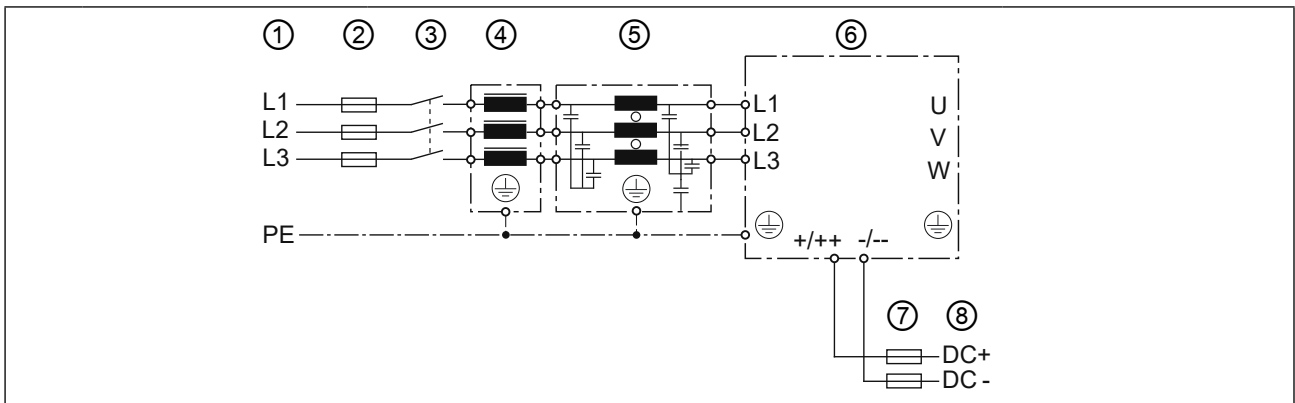 ① ② ③ ④ ⑤ ⑥
L1 L1 U
L2 L2 V
L3 L3 W
PE +/++ -/--
⑦ ⑧
DC+
DC -